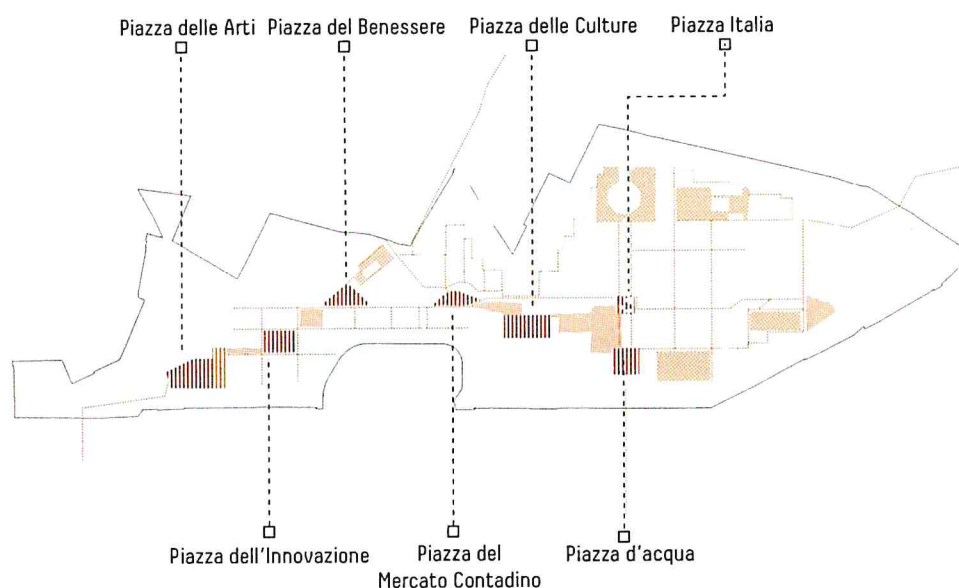 Piazza delle Arti
Piazza del Benessere
Piazza delle Culture
Piazza Italia
Piazza dell'Innovazione
Piazza del
Mercato Contadino
Piazza d'acqua